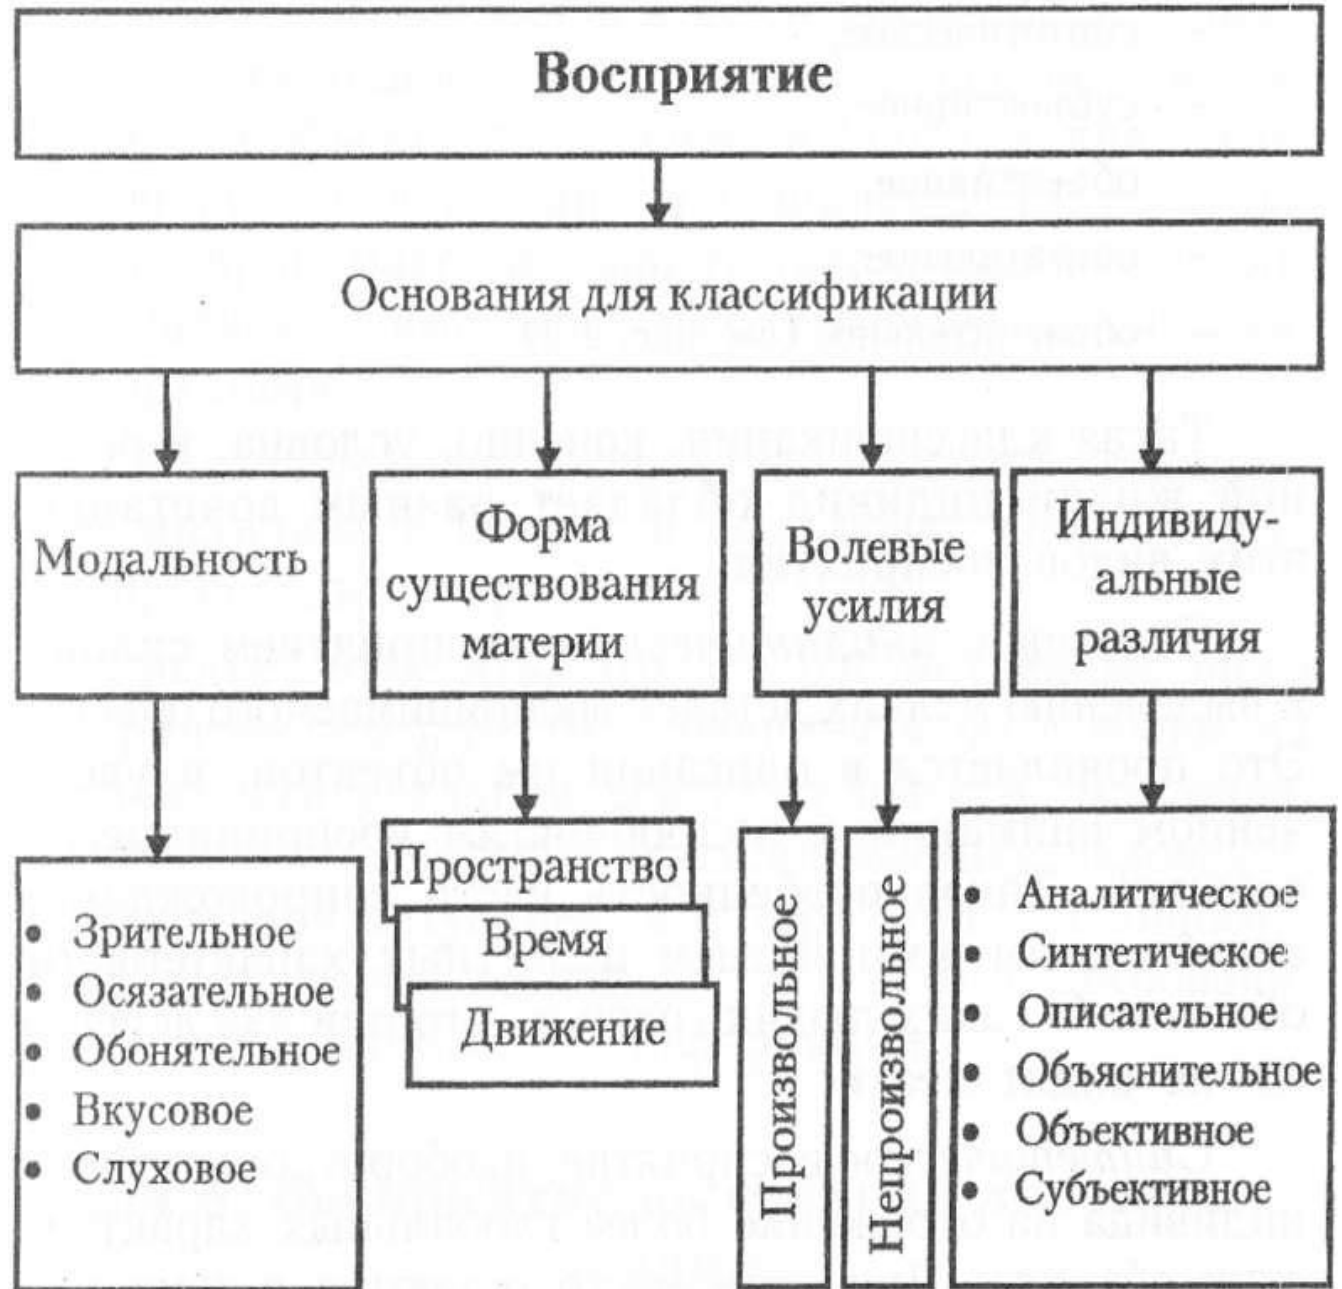 Восприятие
Основания для классификации
Модальность
Форма
существования
материи
Волевые
усилия
Индивиду-
альные
различия
• Зрительное
• Осязательное
• Обонятельное
• Вкусовое
• Слуховое
Пространство
Время
Движение
Произвольное
Непроизвольное
• Аналитическое
• Синтетическое
• Описательное
• Объяснительное
• Объективное
• Субъективное